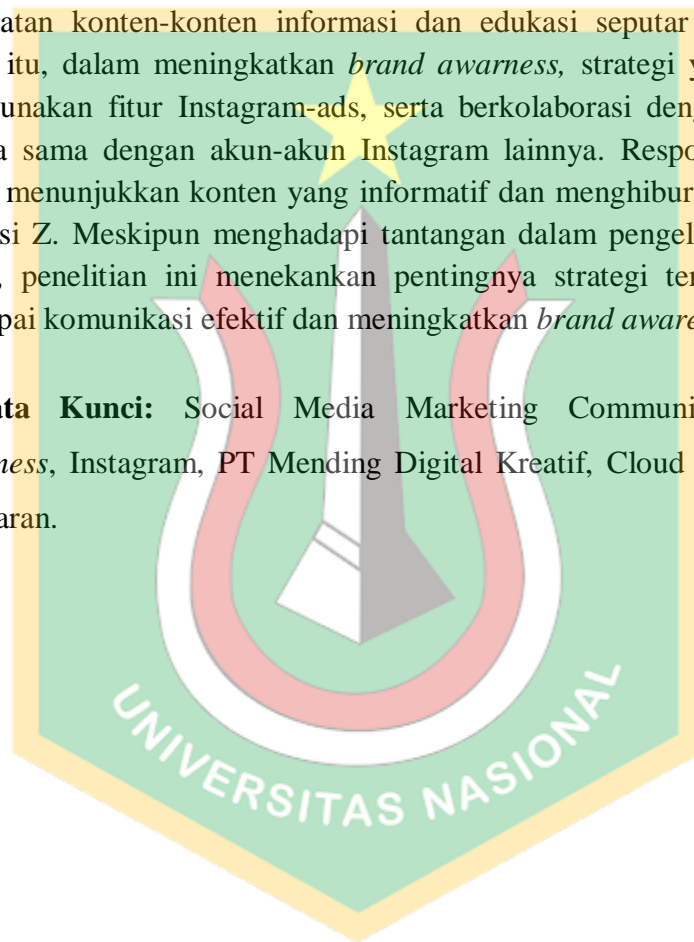 atan konten-konten informasi dan edukasi seputar
itu, dalam meningkatkan brand awarness, strategi y
unakan fitur Instagram-ads, serta berkolaborasi deng
a sama dengan akun-akun Instagram lainnya. Respo
menunjukkan konten yang informatif dan menghibur
si Z. Meskipun menghadapi tantangan dalam pengel
, penelitian ini menekankan pentingnya strategi ter
pai komunikasi efektif dan meningkatkan brand aware
ata Kunci: Social Media Marketing Communi
ness, Instagram, PT Mending Digital Kreatif, Cloud
aran.
UNIVERSITAS NASIONAL